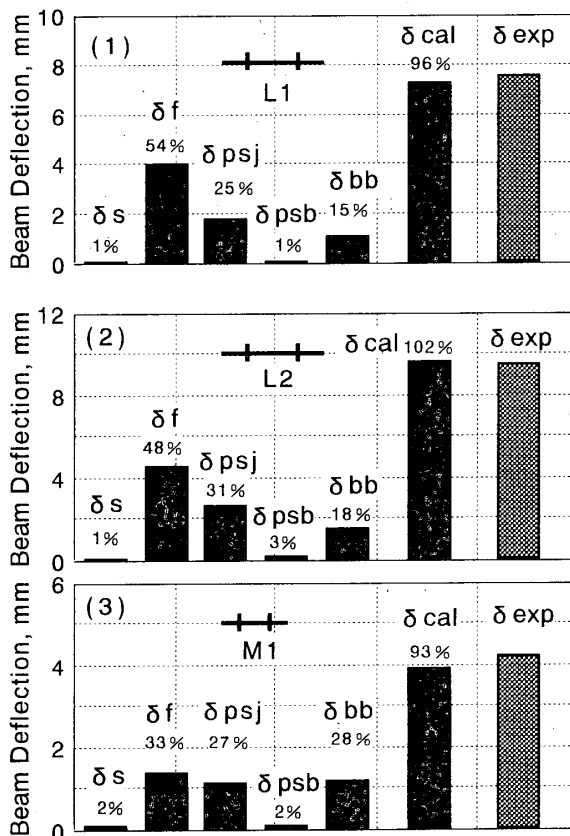 Beam Deflection, mm
10
8
6
4
2
0
(1)
L1
δ s
1%
δ f
54%
δ psj
25%
δ psb
1%
δ bb
15%
δ cal
96%
δ exp
Beam Deflection, mm
12
8
4
0
(2)
L2
δ s
1%
δ f
48%
δ psj
31%
δ psb
3%
δ bb
18%
δ cal 102%
δ exp
Beam Deflection, mm
6
4
2
0
(3)
M1
δ s
2%
δ f
33%
δ psj
27%
δ psb
2%
δ bb
28%
δ cal
93%
δ exp